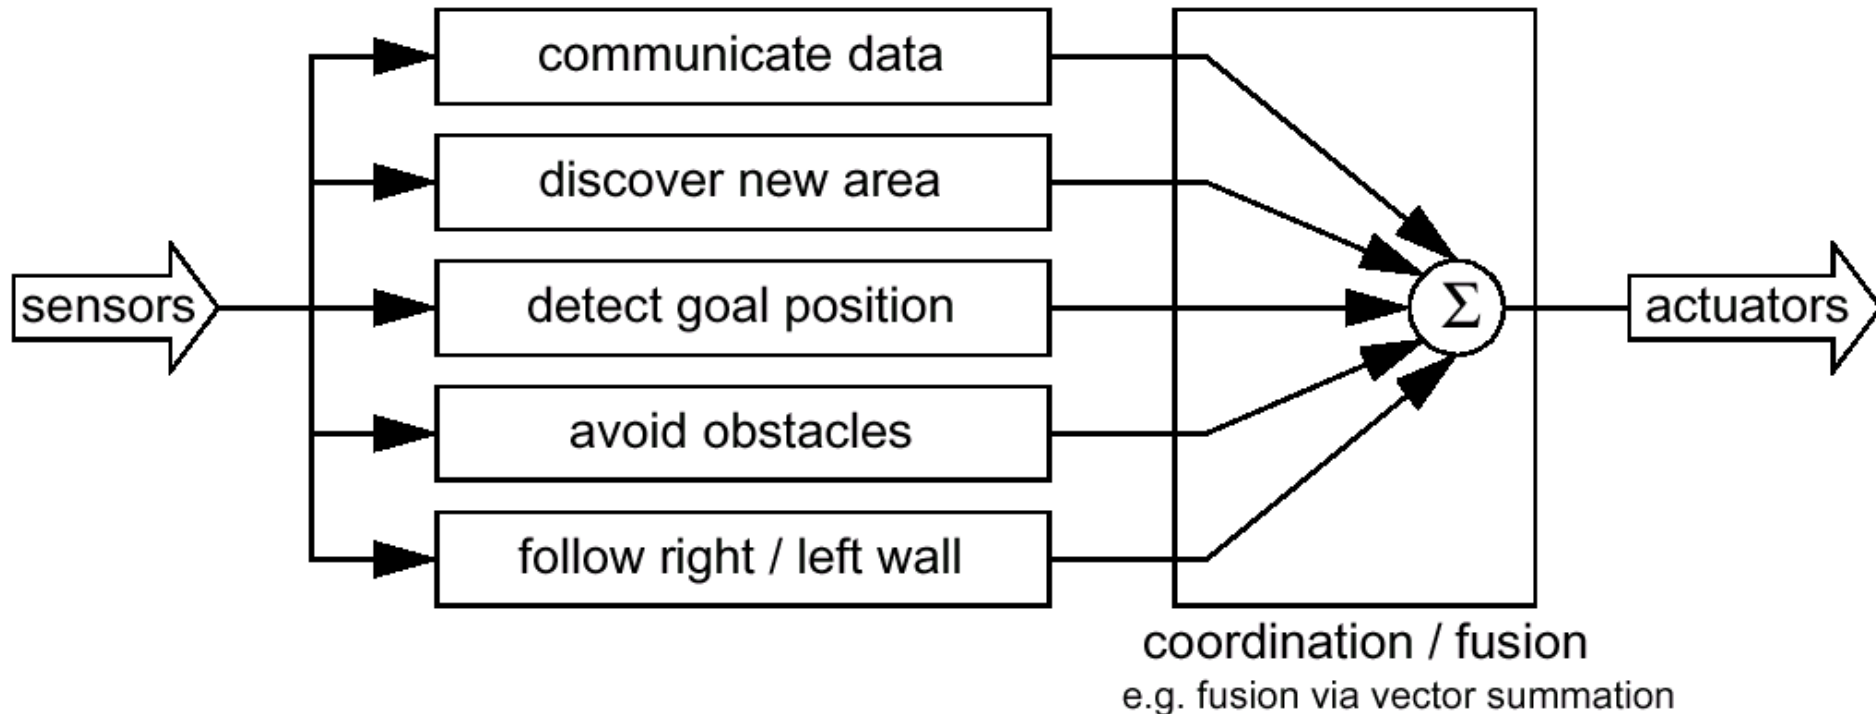 communicate data
discover new area
sensors
detect goal position
Σ
actuators
avoid obstacles
follow right / left wall
coordination / fusion
e.g. fusion via vector summation